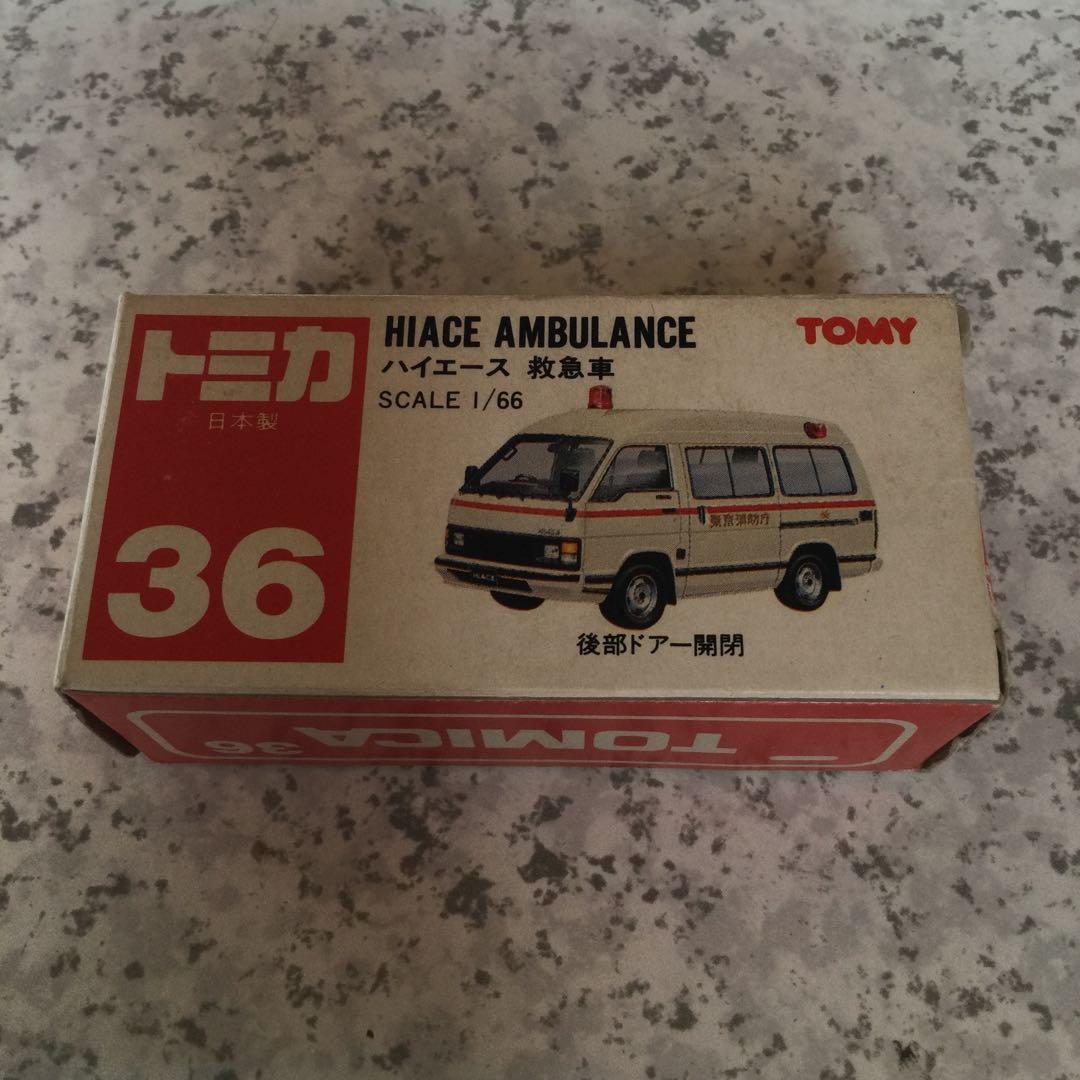 トミカ
日本製
36
HIACE AMBULANCE
ハイエース 救急車
SCALE 1/66
TOMY
東京消防庁
HIACE
後部ドアー開閉
TOMICA 36